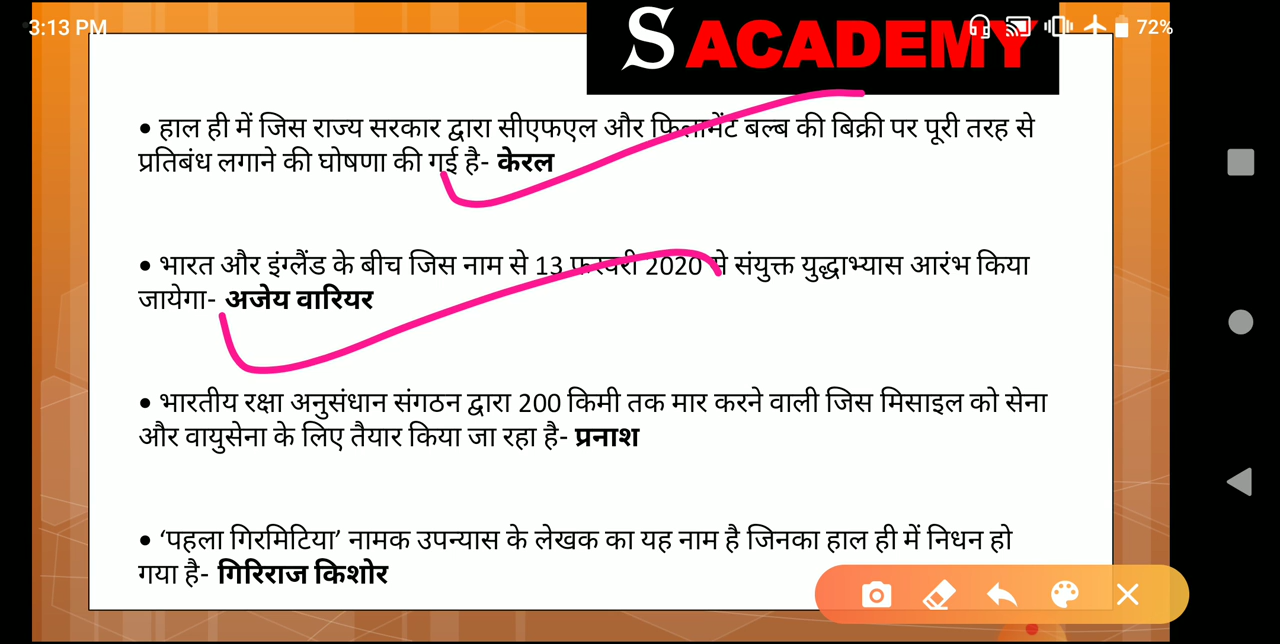 3:13 PM
72%
S ACADEMY
• हाल ही में जिस राज्य सरकार द्वारा सीएफएल और फिलामेंट बल्ब की बिक्री पर पूरी तरह से
प्रतिबंध लगाने की घोषणा की गई है- केरल
• भारत और इंग्लैंड के बीच जिस नाम से 13 फरवरी 2020 से संयुक्त युद्धाभ्यास आरंभ किया
जायेगा- अजेय वारियर
• भारतीय रक्षा अनुसंधान संगठन द्वारा 200 किमी तक मार करने वाली जिस मिसाइल को सेना
और वायुसेना के लिए तैयार किया जा रहा है- प्रनाश
• ‘पहला गिरमिटिया’ नामक उपन्यास के लेखक का यह नाम है जिनका हाल ही में निधन हो
गया है- गिरिराज किशोर